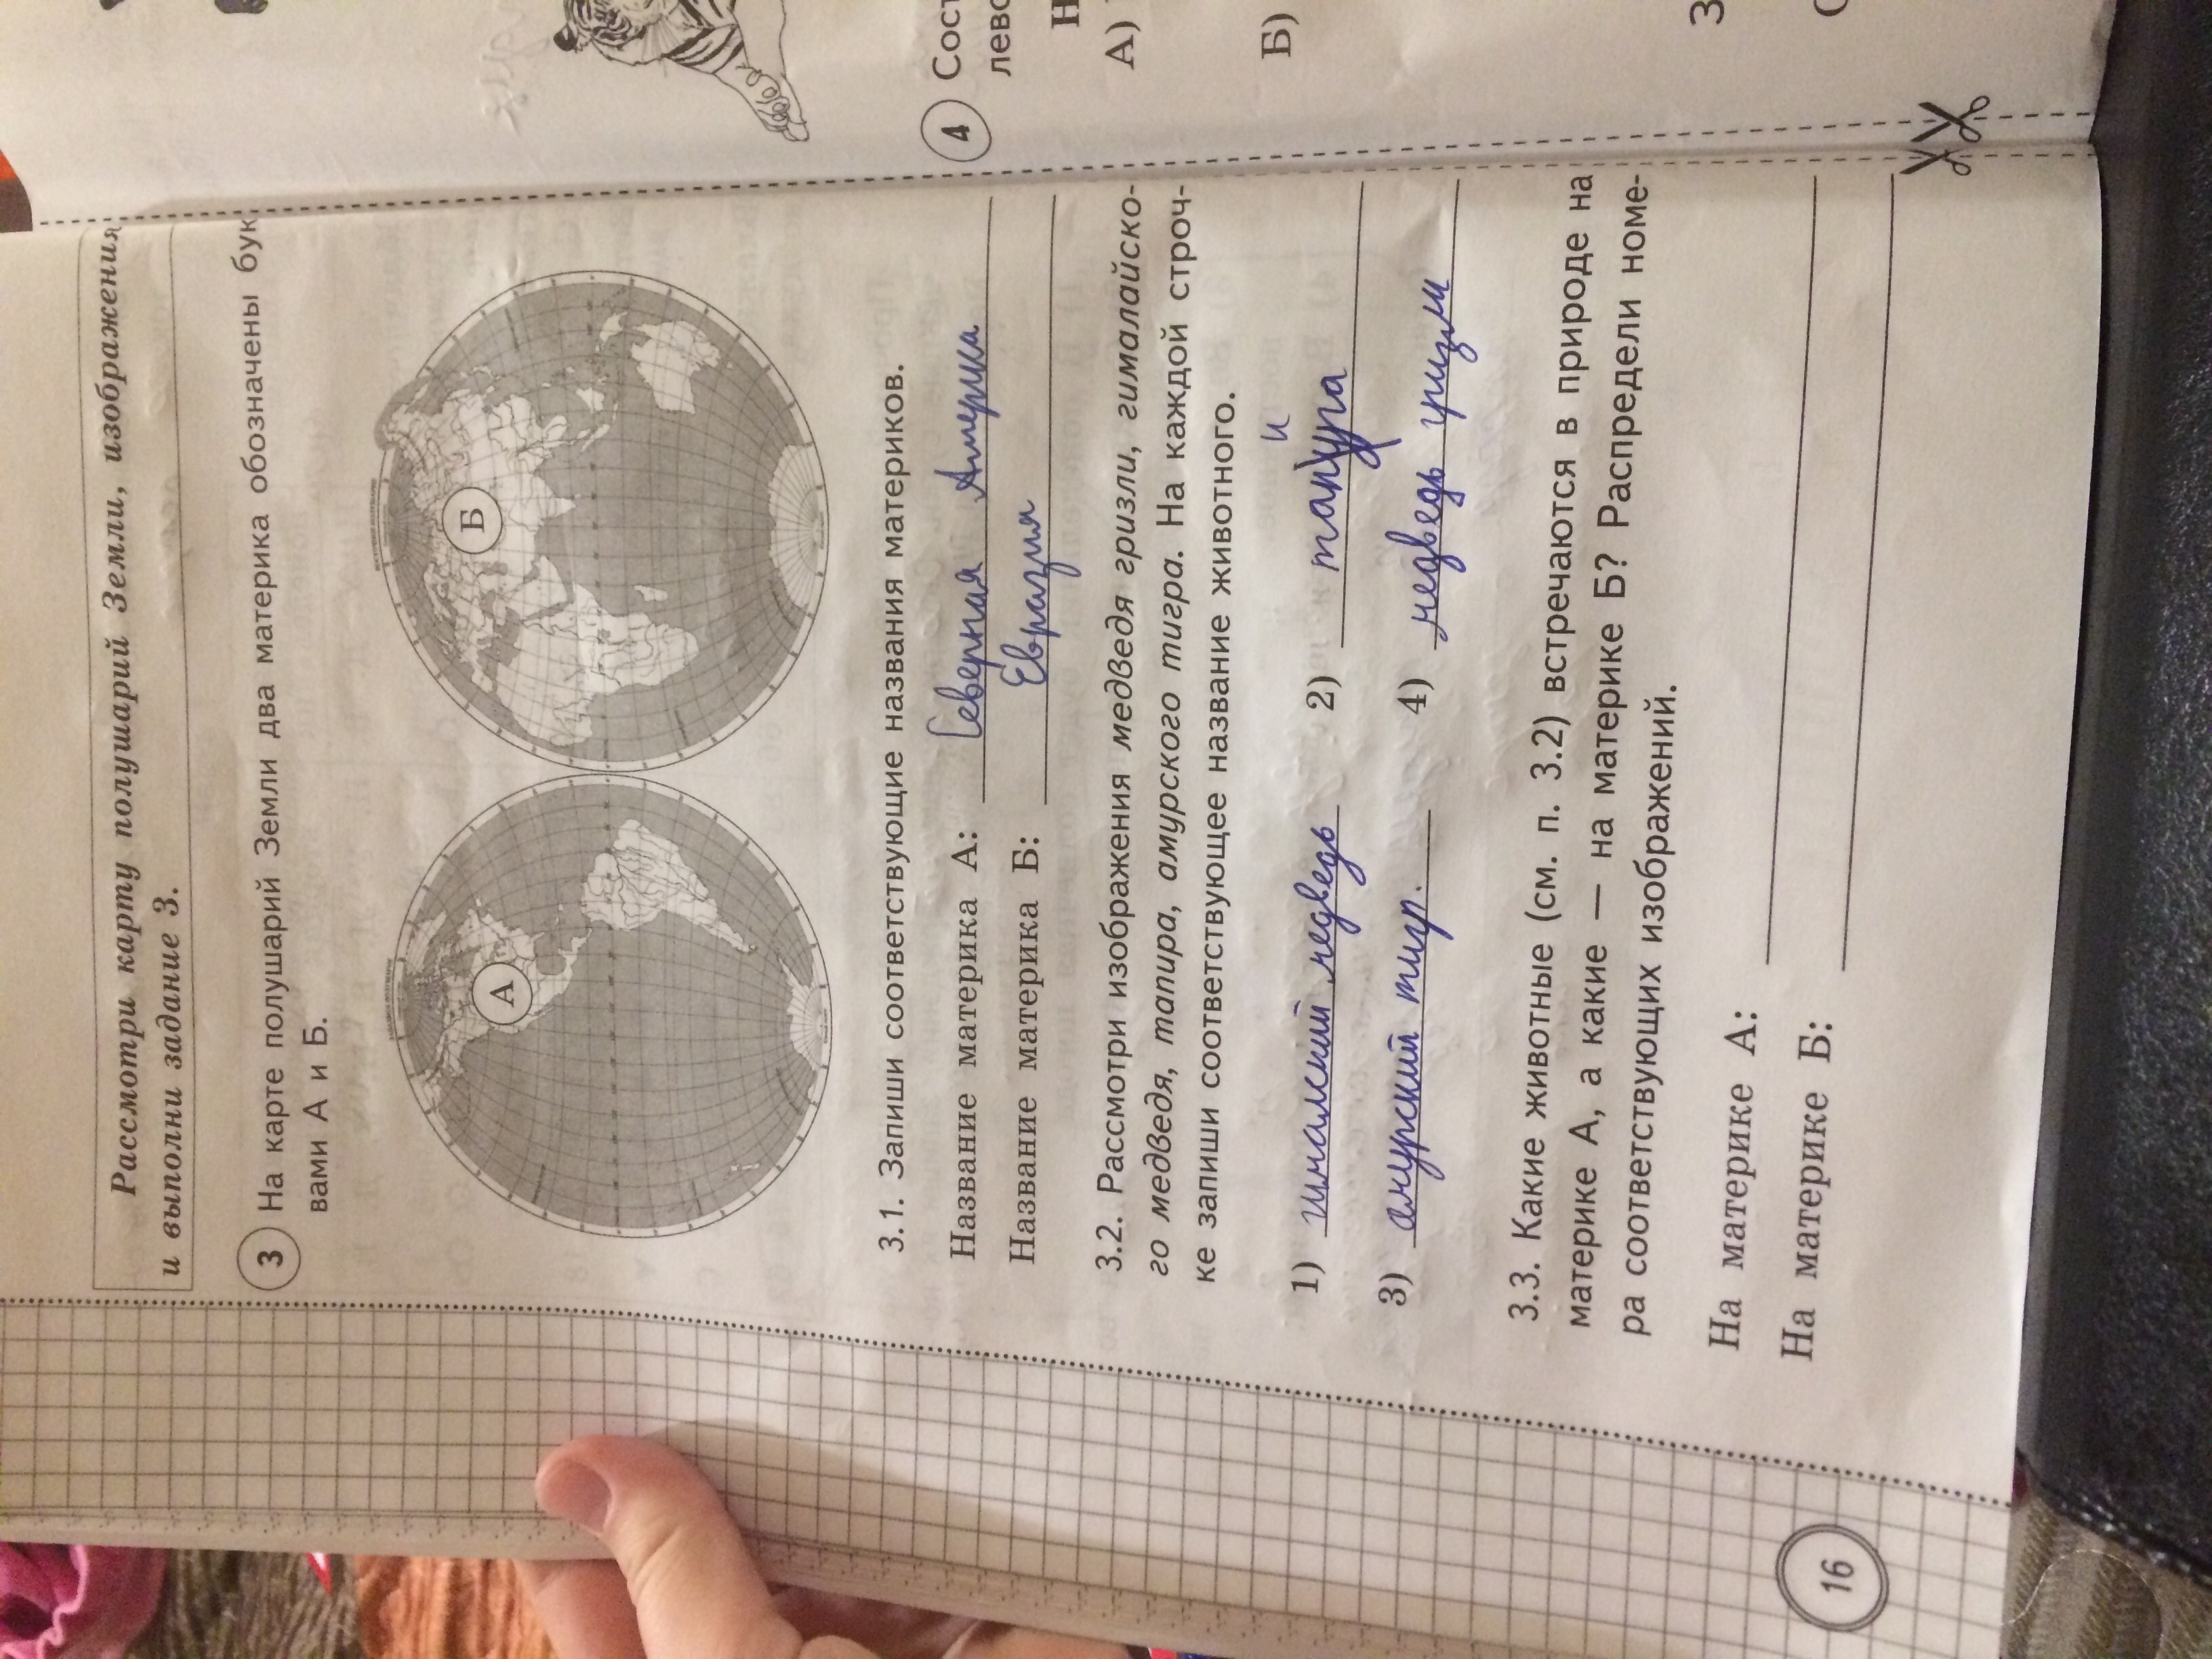 Рассмотри карту полушарий Земли, изображения
и выполни задание 3.
3 На карте полушарий Земли два материка обозначены бук
вами А и Б.
А
Б
3.1. Запиши соответствующие названия материков.
Название материка А: Северная Америка
Название материка Б: Евразия
3.2. Рассмотри изображения медведя гризли, гималайско-
го медведя, тапира, амурского тигра. На каждой строч-
ке запиши соответствующее название животного.
1) гималский медведь 2) тапира
3) амурский тигр. 4) медведь гризли
3.3. Какие животные (см. п. 3.2) встречаются в природе на
материке А, а какие — на материке Б? Распредели номе-
ра соответствующих изображений.
На материке А:
На материке Б:
16
4 Сост
лево
Н
А)
Б)
З